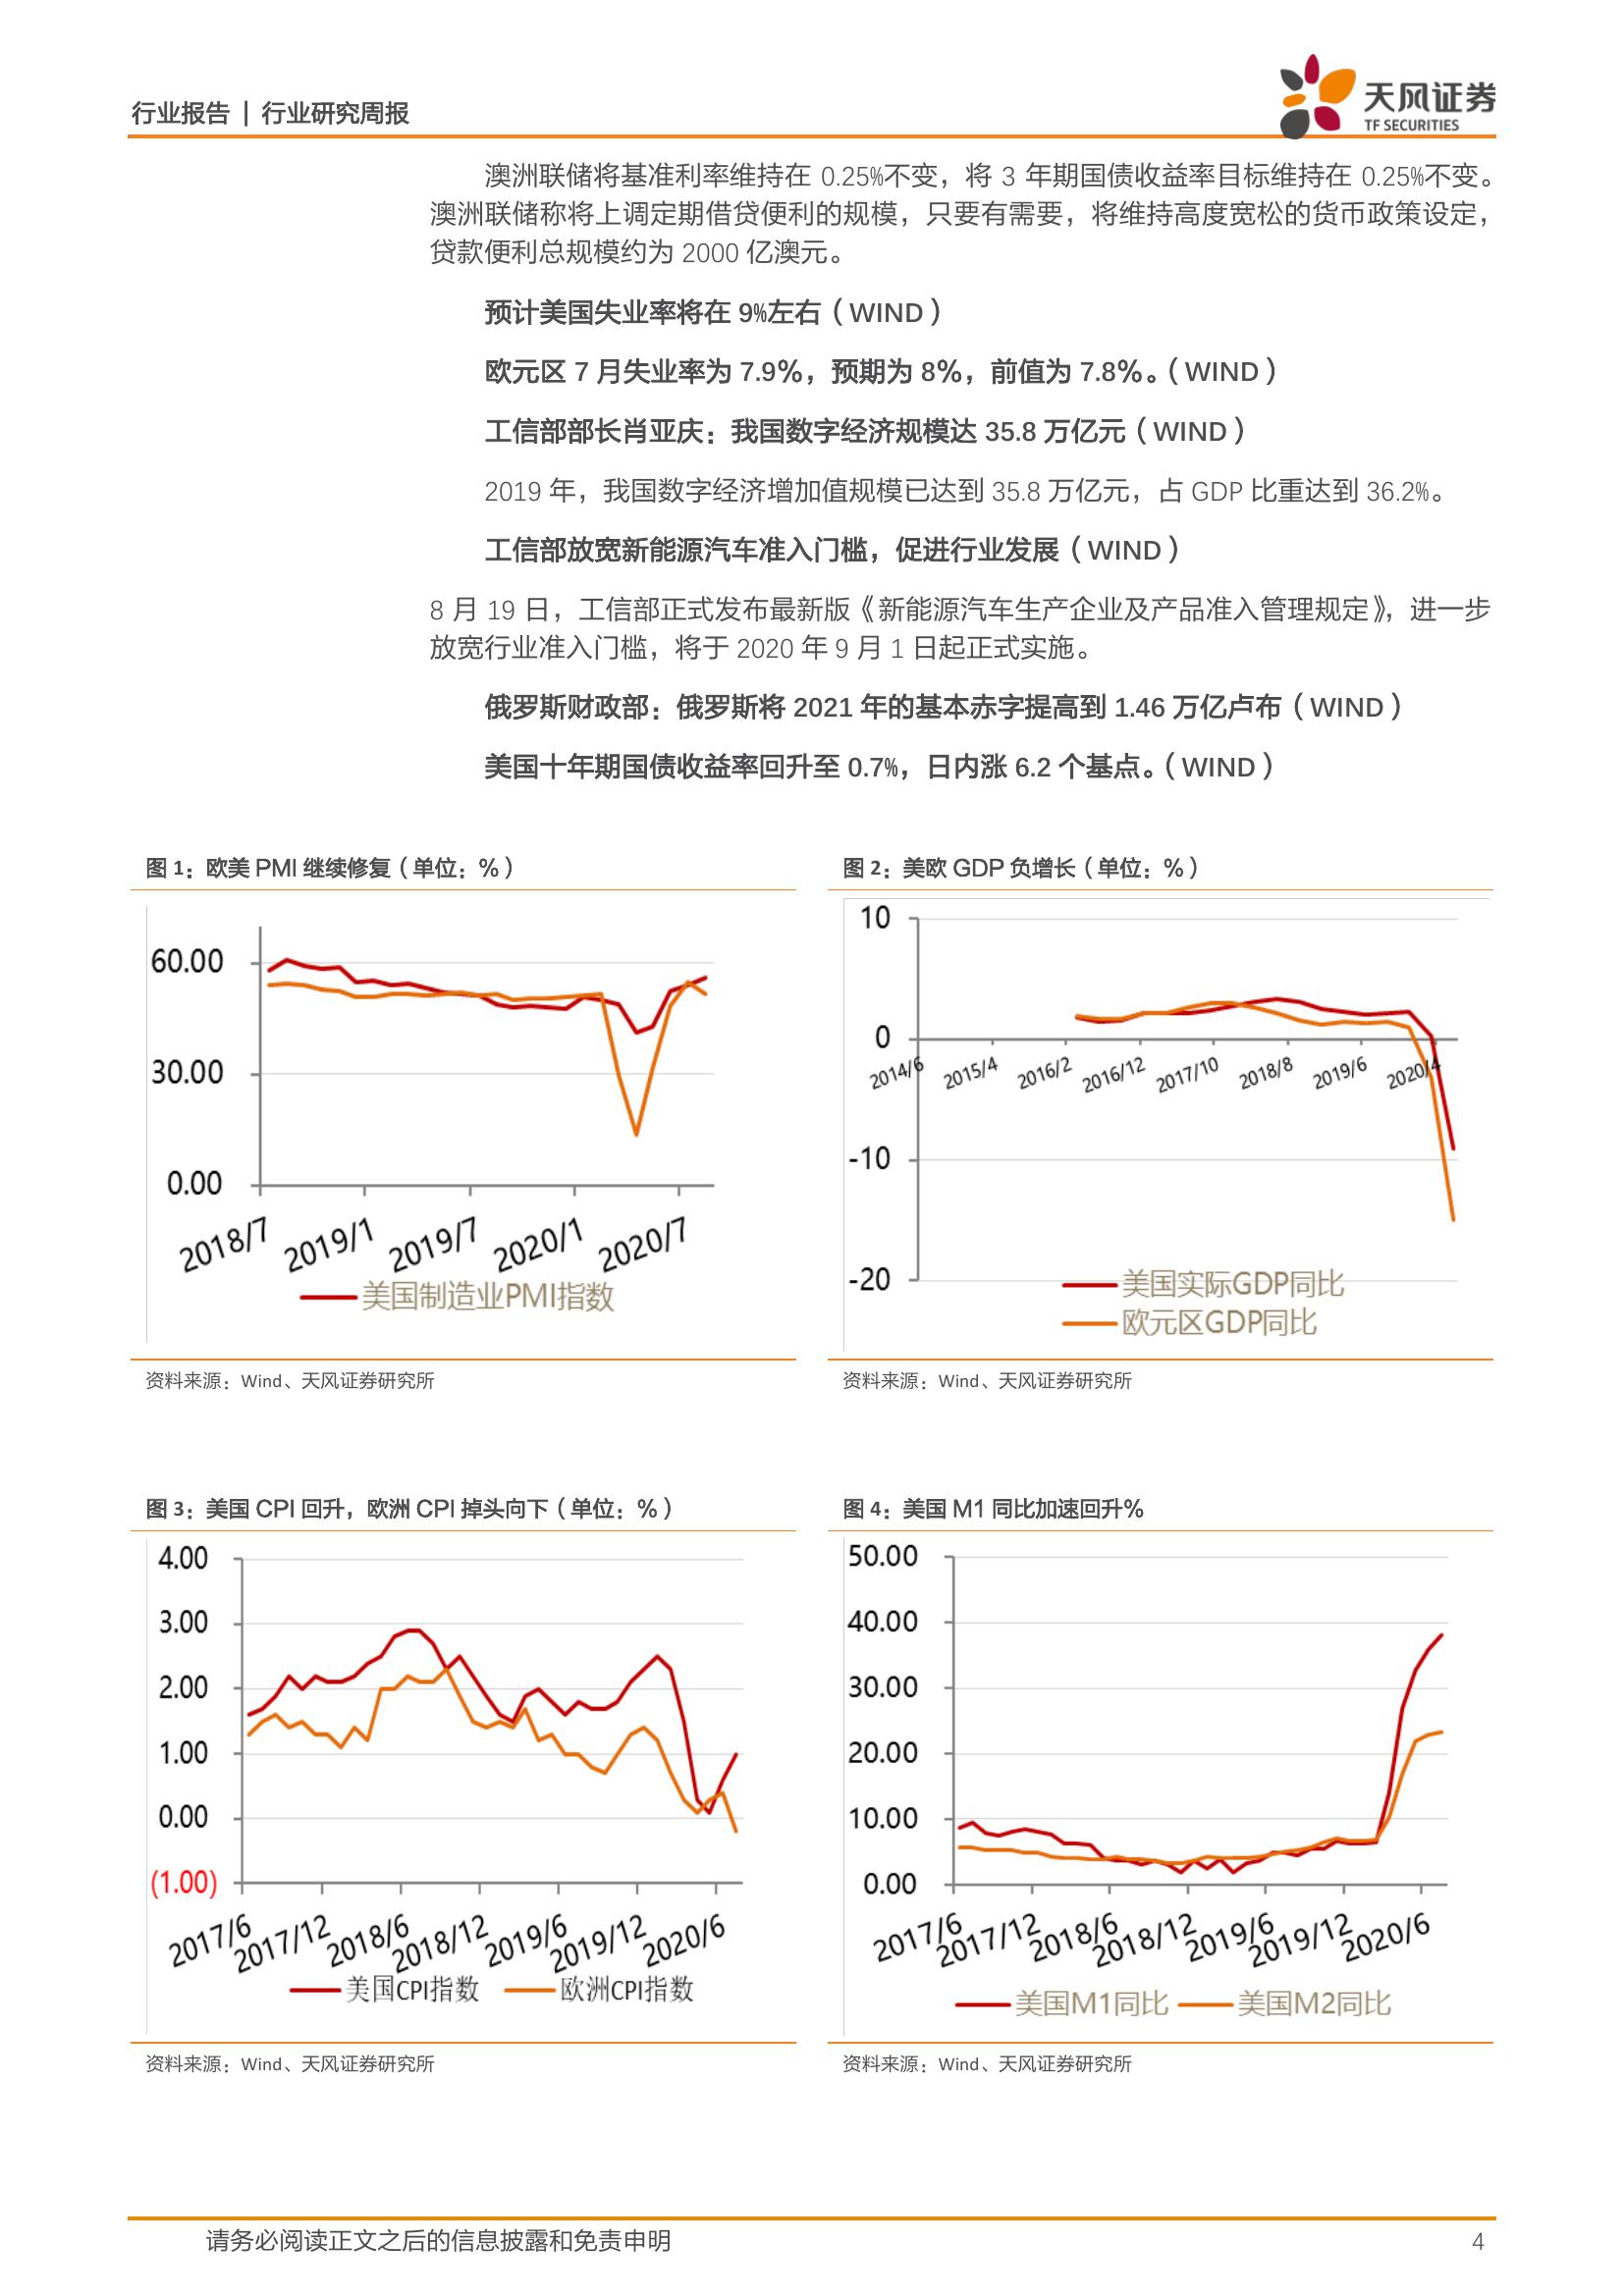 行业报告 | 行业研究周报
天风证券
TF SECURITIES
澳洲联储将基准利率维持在 0.25%不变，将 3 年期国债收益率目标维持在 0.25%不变。
澳洲联储称将上调定期借贷便利的规模，只要有需要，将维持高度宽松的货币政策设定，
贷款便利总规模约为 2000 亿澳元。
预计美国失业率将在 9%左右（WIND）
欧元区 7 月失业率为 7.9%，预期为 8%，前值为 7.8%。（WIND）
工信部部长肖亚庆：我国数字经济规模达 35.8 万亿元（WIND）
2019 年，我国数字经济增加值规模已达到 35.8 万亿元，占 GDP 比重达到 36.2%。
工信部放宽新能源汽车准入门槛，促进行业发展（WIND）
8 月 19 日，工信部正式发布最新版《新能源汽车生产企业及产品准入管理规定》，进一步
放宽行业准入门槛，将于 2020 年 9 月 1 日起正式实施。
俄罗斯财政部：俄罗斯将 2021 年的基本赤字提高到 1.46 万亿卢布（WIND）
美国十年期国债收益率回升至 0.7%，日内涨 6.2 个基点。（WIND）
图 1：欧美 PMI 继续修复（单位：%）
60.00
30.00
0.00
2018/7 2019/1 2019/7 2020/1 2020/7
美国制造业PMI指数
资料来源：Wind、天风证券研究所
图 2：美欧 GDP 负增长（单位：%）
10
0
-10
-20
2014/6 2015/4 2016/2 2016/12 2017/10 2018/8 2019/6 2020/4
美国实际GDP同比
欧元区GDP同比
资料来源：Wind、天风证券研究所
图 3：美国 CPI 回升，欧洲 CPI 掉头向下（单位：%）
4.00
3.00
2.00
1.00
0.00
(1.00)
2017/6 2017/12 2018/6 2018/12 2019/6 2019/12 2020/6
美国CPI指数 欧洲CPI指数
资料来源：Wind、天风证券研究所
图 4：美国 M1 同比加速回升%
50.00
40.00
30.00
20.00
10.00
0.00
2017/6 2017/12 2018/6 2018/12 2019/6 2019/12 2020/6
美国M1同比 美国M2同比
资料来源：Wind、天风证券研究所
请务必阅读正文之后的信息披露和免责申明
4